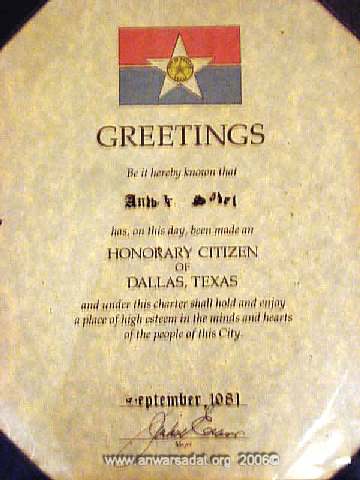 GREETINGS
Be it hereby known that
has, on this day, been made an
HONORARY CITIZEN
OF
DALLAS, TEXAS
and under this charter shall hold and enjoy
a place of high esteem in the minds and hearts
of the people of this City.
September, 1981
Mayor
www.anwarsadat.org 2006©